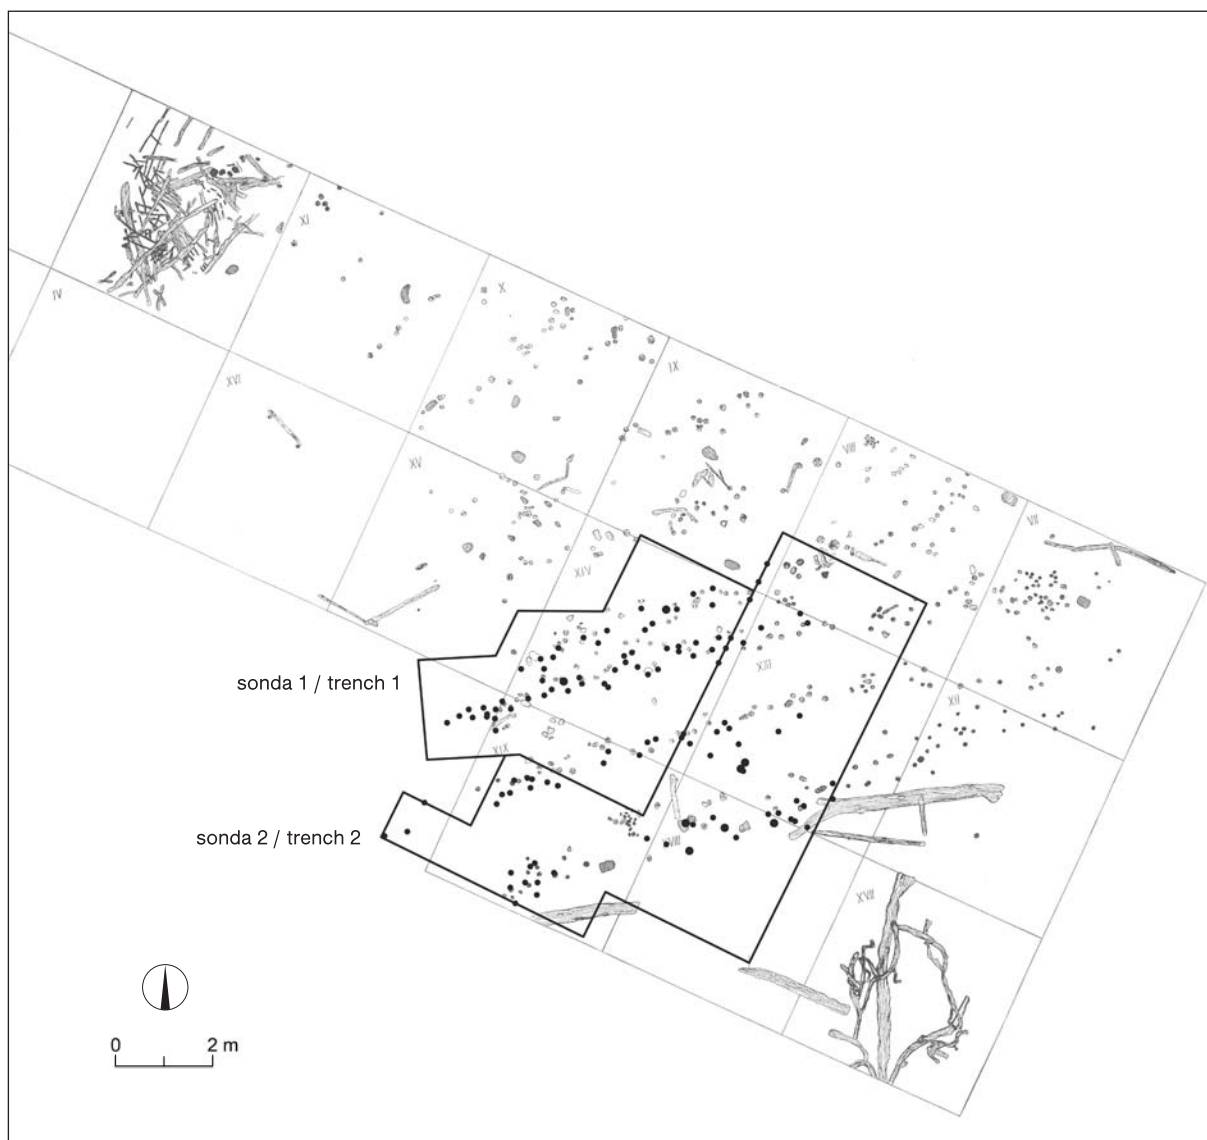 XI
X
IV
IX
XVI
VIII
XV
VII
XIV
XIII
sonda 1 / trench 1
XII
XIX
sonda 2 / trench 2
XVIII
XVII
0 2 m